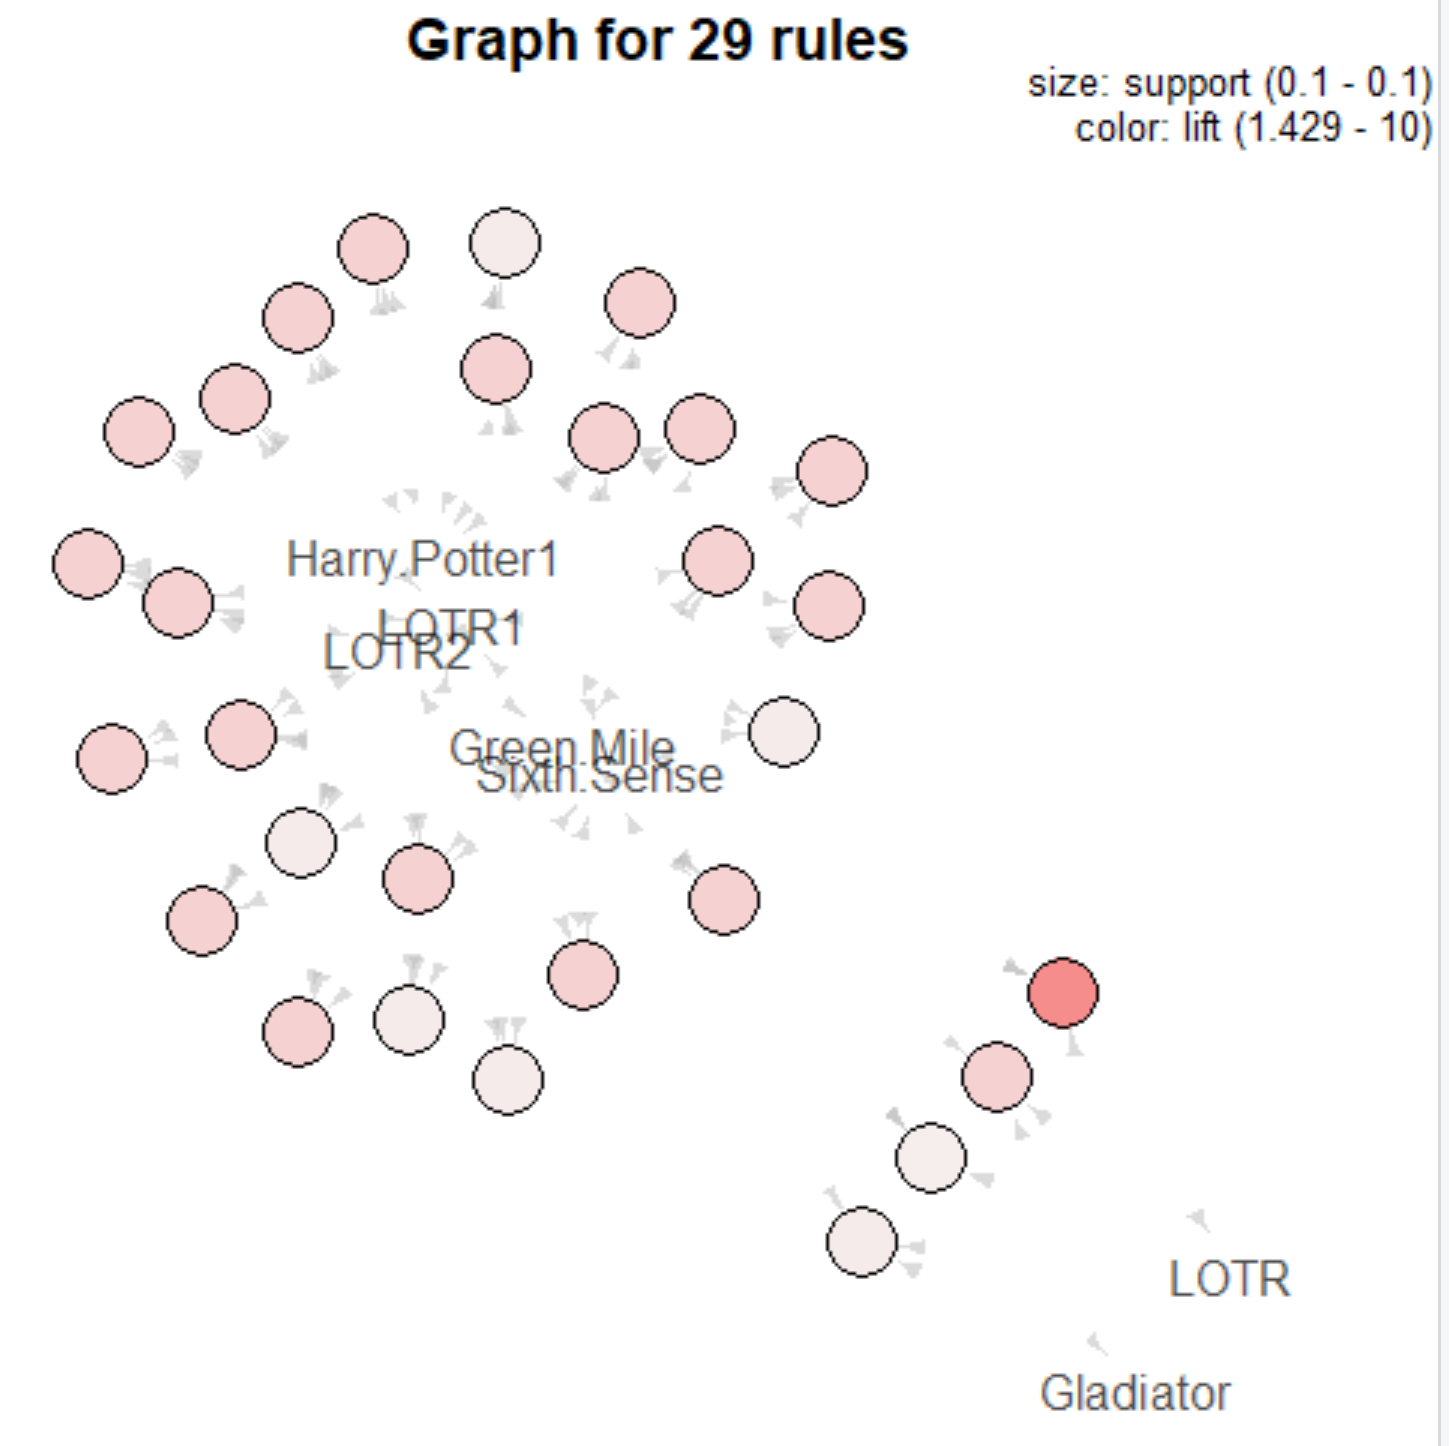 Graph for 29 rules
size: support (0.1 - 0.1)
color: lift (1.429 - 10)
Harry.Potter1
LOTR1
LOTR2
Green.Mile
Sixth.Sense
LOTR
Gladiator